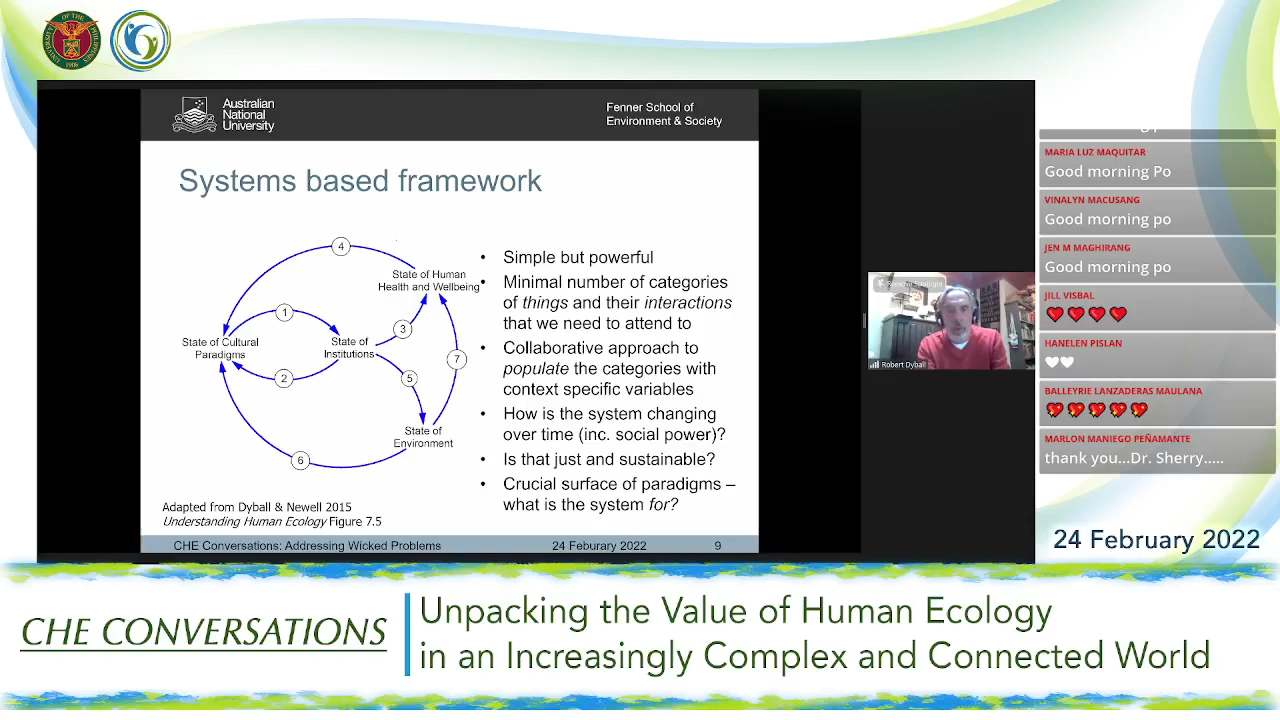 UNIVERSITY OF THE PHILIPPINES
1908
Australian
National
University
Fenner School of
Environment & Society
Systems based framework
4
State of Human
Health and Wellbeing
1
3
State of Cultural
Paradigms
State of
Institutions
7
2
5
State of
Environment
6
• Simple but powerful
• Minimal number of categories
of things and their interactions
that we need to attend to
• Collaborative approach to
populate the categories with
context specific variables
• How is the system changing
over time (inc. social power)?
• Is that just and sustainable?
• Crucial surface of paradigms –
what is the system for?
Adapted from Dyball & Newell 2015
Understanding Human Ecology Figure 7.5
CHE Conversations: Addressing Wicked Problems
24 Feburary 2022
9
Robert Dyball
MARIA LUZ MAQUITAR
Good morning Po
VINALYN MACUSANG
Good morning po
JEN M MAGHIRANG
Good morning po
JILL VISBAL
❤❤❤❤
HANELEN PISLAN
🤍🤍
BALLEYRIE LANZADERAS MAULANA
💖💖💖💖💖
MARLON MANIEGO PEÑAMANTE
thank you...Dr. Sherry.....
24 February 2022
CHE CONVERSATIONS
Unpacking the Value of Human Ecology
in an Increasingly Complex and Connected World